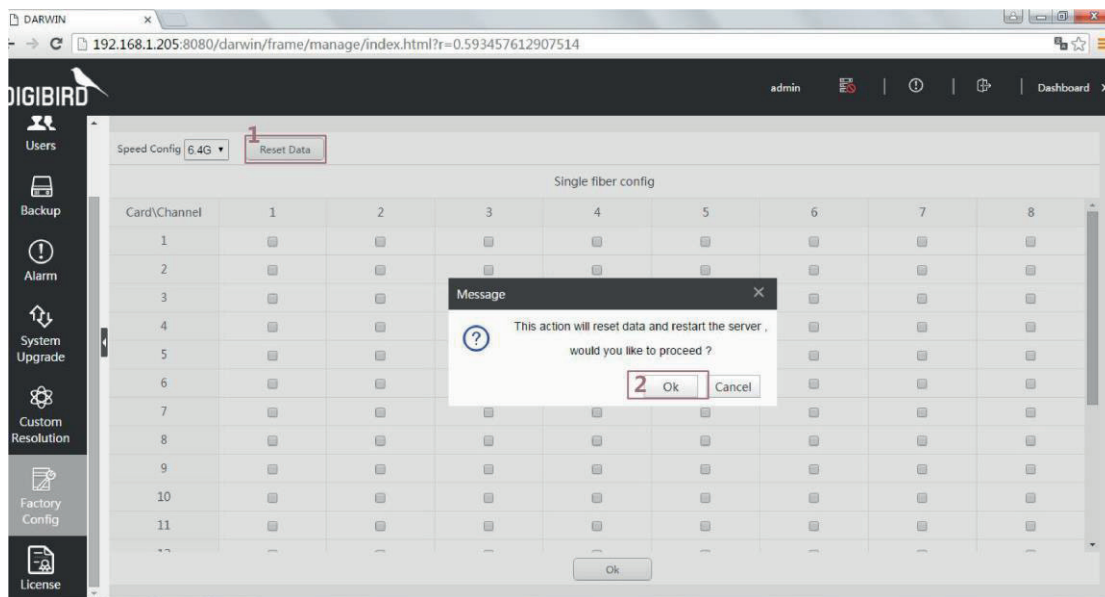 DARWIN
192.168.1.205:8080/darwin/frame/manage/index.html?r=0.593457612907514
DIGIBIRD
admin
Dashboard
Users
Backup
Alarm
System
Upgrade
Custom
Resolution
Factory
Config
License
Speed Config 6.4G
1
Reset Data
Single fiber config
Card\Channel 1 2 3 4 5 6 7 8
1
2
3
4
5
6
7
8
9
10
11
Message
This action will reset data and restart the server ,
would you like to proceed ?
2 Ok Cancel
Ok